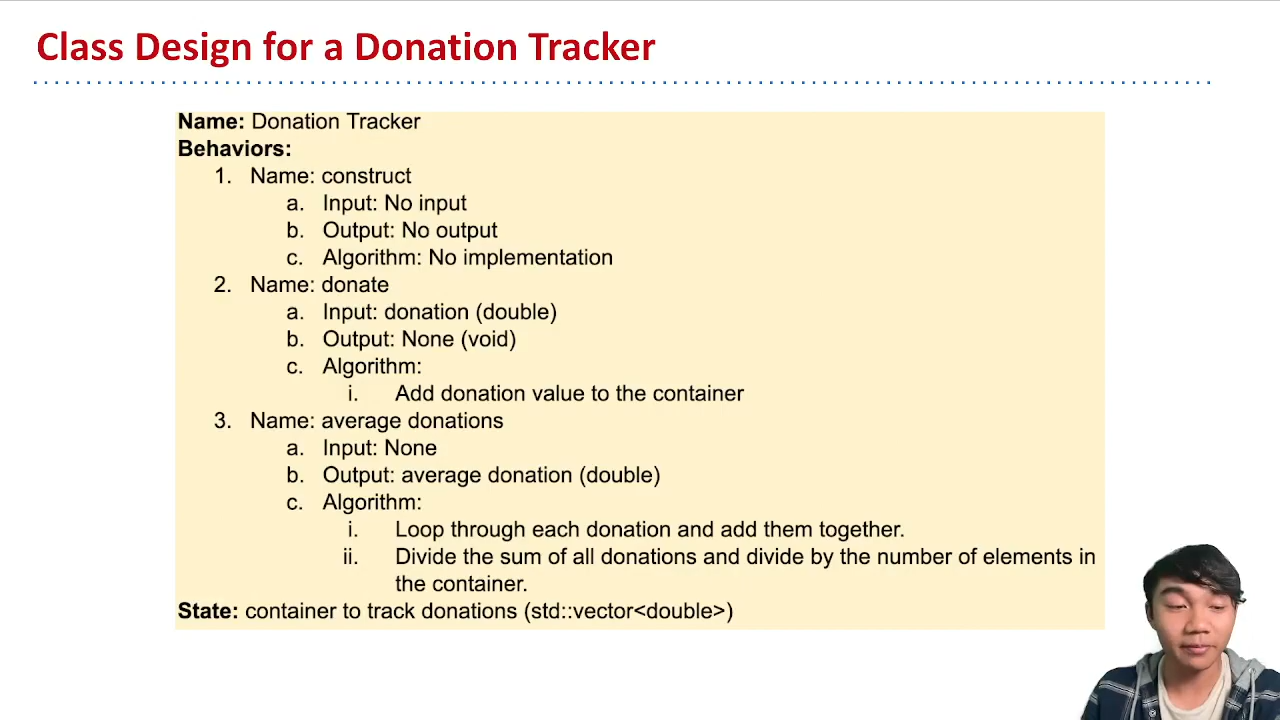 Class Design for a Donation Tracker
Name: Donation Tracker
Behaviors:
1. Name: construct
a. Input: No input
b. Output: No output
c. Algorithm: No implementation
2. Name: donate
a. Input: donation (double)
b. Output: None (void)
c. Algorithm:
i. Add donation value to the container
3. Name: average donations
a. Input: None
b. Output: average donation (double)
c. Algorithm:
i. Loop through each donation and add them together.
ii. Divide the sum of all donations and divide by the number of elements in
the container.
State: container to track donations (std::vector<double>)